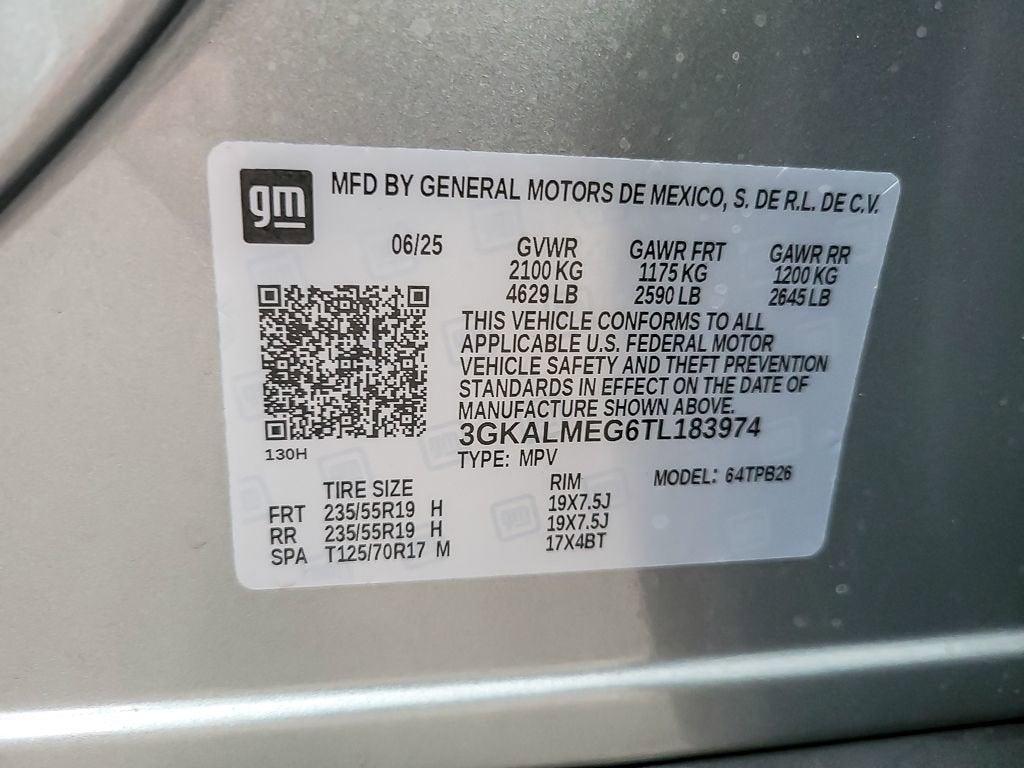 gm MFD BY GENERAL MOTORS DE MEXICO, S. DE R.L. DE C.V.
06/25 GVWR GAWR FRT GAWR RR
2100 KG 1175 KG 1200 KG
4629 LB 2590 LB 2645 LB
THIS VEHICLE CONFORMS TO ALL
APPLICABLE U.S. FEDERAL MOTOR
VEHICLE SAFETY AND THEFT PREVENTION
STANDARDS IN EFFECT ON THE DATE OF
MANUFACTURE SHOWN ABOVE.
3GKALMEG6TL183974
130H
TYPE: MPV MODEL: 64TPB26
TIRE SIZE RIM
FRT 235/55R19 H 19X7.5J
RR 235/55R19 H 19X7.5J
SPA T125/70R17 M 17X4BT